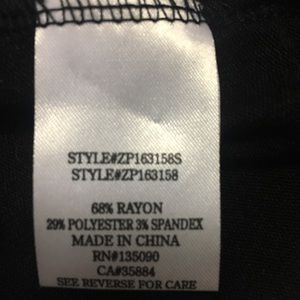 STYLE#ZP163158S
STYLE#ZP163158
68% RAYON
29% POLYESTER 3% SPANDEX
MADE IN CHINA
RN#135090
CA#35884
SEE REVERSE FOR CARE